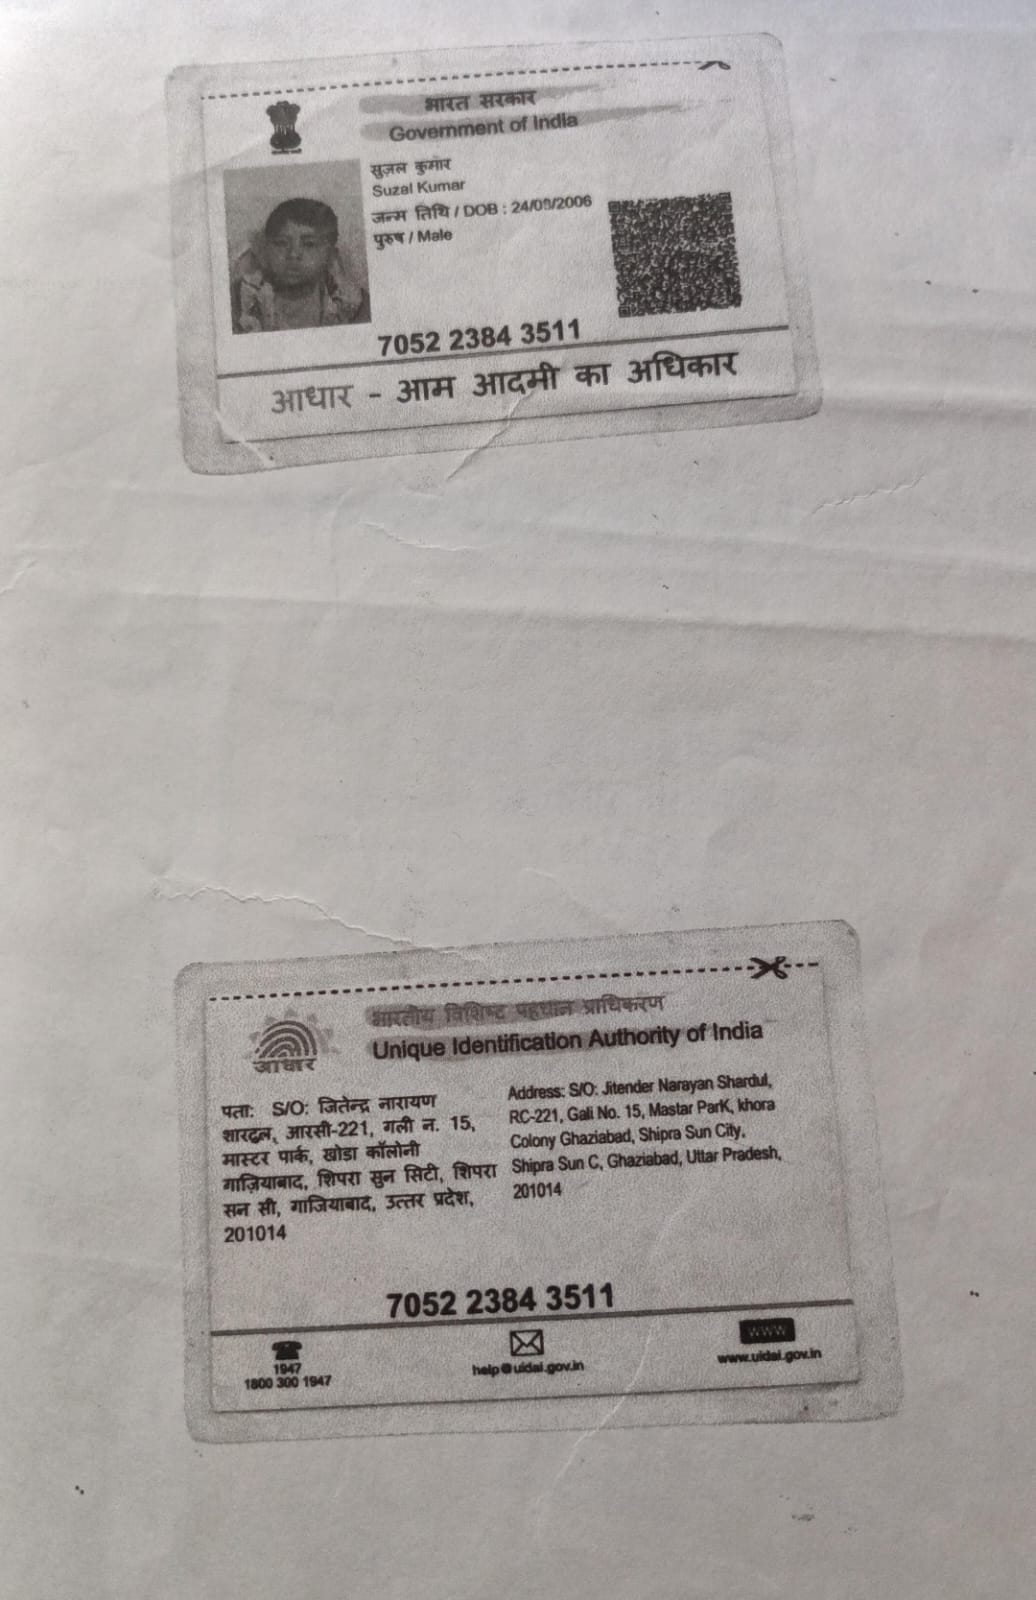 भारत सरकार
Government of India
सुजल कुमार
Suzal Kumar
जन्म तिथि / DOB :
पुरुष / Male
7052 2384 3511
आधार - आम आदमी का अधिकार
भारतीय विशिष्ट पहचान प्राधिकरण
Unique Identification Authority of India
आधार
पता: S/O: जितेन्द्र नारायण
शारदुल, आरसी-221, गली न. 15,
मास्टर पार्क, खोडा कॉलोनी
गाज़ियाबाद, शिपरा सुन सिटी, शिपरा
सन सी, गाजियाबाद, उत्तर प्रदेश,
201014
Address: S/O: Jitender Narayan Shardul,
RC-221, Gali No. 15, Mastar ParK, khora
Colony Ghaziabad, Shipra Sun City,
Shipra Sun C, Ghaziabad, Uttar Pradesh,
201014
7052 2384 3511
1947
1800 300 1947
help@uidai.gov.in
www
www.uidai.gov.in